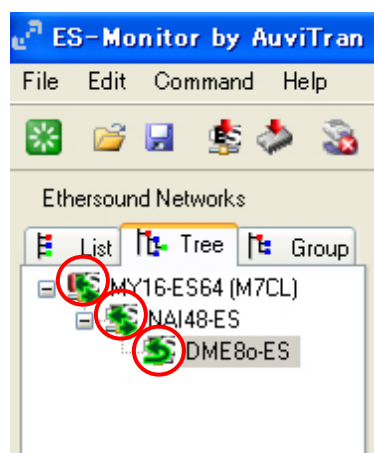 ES-Monitor by AuviTran
File Edit Command Help
ES
Ethersound Networks
List Tree Group
MY16-ES64 (M7CL)
NAI48-ES
DME8o-ES